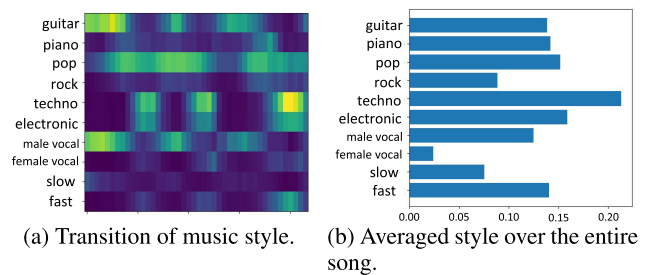 guitar
piano
pop
rock
techno
electronic
male vocal
female vocal
slow
fast
(a) Transition of music style.
guitar
piano
pop
rock
techno
electronic
male vocal
female vocal
slow
fast
0.00 0.05 0.10 0.15 0.20
(b) Averaged style over the entire
song.